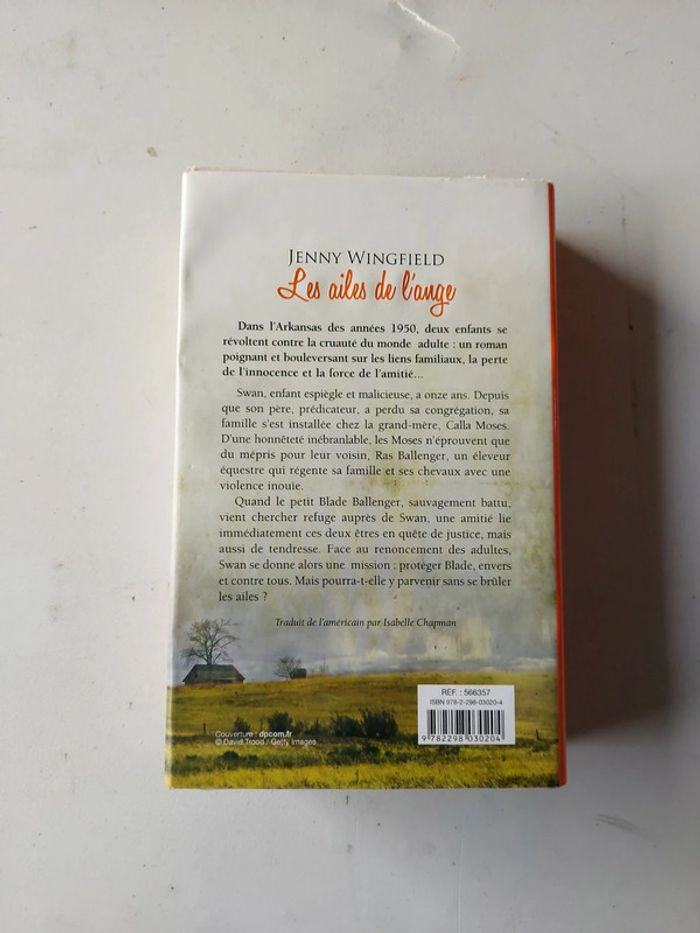 JENNY WINGFIELD
Les ailes de l'ange
Dans l'Arkansas des années 1950, deux enfants se
révoltent contre la cruauté du monde adulte : un roman
poignant et bouleversant sur les liens familiaux, la perte
de l'innocence et la force de l'amitié...
Swan, enfant espiègle et malicieuse, a onze ans. Depuis
que son père, prédicateur, a perdu sa congrégation, sa
famille s'est installée chez la grand-mère, Calla Moses.
D'une honnêteté inébranlable, les Moses n'éprouvent que
du mépris pour leur voisin, Ras Ballenger, un éleveur
équestre qui régente sa famille et ses chevaux avec une
violence inouïe.
Quand le petit Blade Ballenger, sauvagement battu,
vient chercher refuge auprès de Swan, une amitié lie
immédiatement ces deux êtres en quête de justice, mais
aussi de tendresse. Face au renoncement des adultes,
Swan se donne alors une mission : protéger Blade, envers
et contre tous. Mais pourra-t-elle y parvenir sans se brûler
les ailes ?
Traduit de l'américain par Isabelle Chapman
RÉF. : 566357
ISBN 978-2-298-03020-4
9 782298 030204
Couverture : dpcom.fr
© David Trood / Getty Images